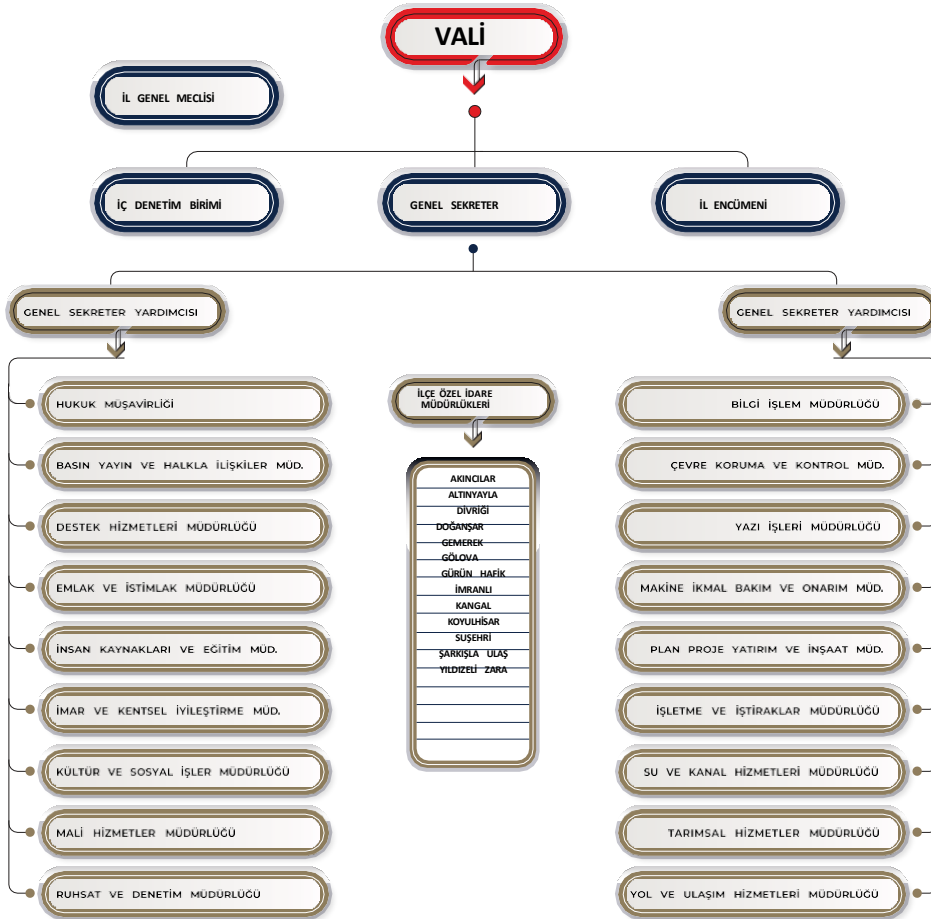 VALİ
İL GENEL MECLİSİ
İÇ DENETİM BİRİMİ
GENEL SEKRETER
İL ENCÜMENİ
GENEL SEKRETER YARDIMCISI
GENEL SEKRETER YARDIMCISI
HUKUK MÜŞAVİRLİĞİ
BASIN YAYIN VE HALKLA İLİŞKİLER MÜD.
DESTEK HİZMETLERİ MÜDÜRLÜĞÜ
EMLAK VE İSTİMLAK MÜDÜRLÜĞÜ
İNSAN KAYNAKLARI VE EĞİTİM MÜD.
İMAR VE KENTSEL İYİLEŞTİRME MÜD.
KÜLTÜR VE SOSYAL İŞLER MÜDÜRLÜĞÜ
MALİ HİZMETLER MÜDÜRLÜĞÜ
RUHSAT VE DENETİM MÜDÜRLÜĞÜ
İLÇE ÖZEL İDARE
MÜDÜRLÜKLERİ
AKINCILAR
ALTINYAYLA
DİVRİĞİ
DOĞANŞAR
GEMEREK
GÖLOVA
GÜRÜN HAFİK
İMRANLI
KANGAL
KOYULHİSAR
SUŞEHRİ
ŞARKIŞLA ULAŞ
YILDIZELİ ZARA
BİLGİ İŞLEM MÜDÜRLÜĞÜ
ÇEVRE KORUMA VE KONTROL MÜD.
YAZI İŞLERİ MÜDÜRLÜĞÜ
MAKİNE İKMAL BAKIM VE ONARIM MÜD.
PLAN PROJE YATIRIM VE İNŞAAT MÜD.
İŞLETME VE İŞTİRAKLAR MÜDÜRLÜĞÜ
SU VE KANAL HİZMETLERİ MÜDÜRLÜĞÜ
TARIMSAL HİZMETLER MÜDÜRLÜĞÜ
YOL VE ULAŞIM HİZMETLERİ MÜDÜRLÜĞÜ